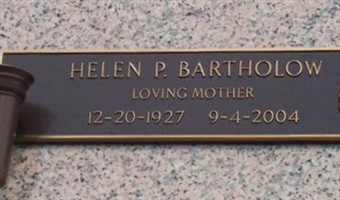 HELEN P. BARTHOLOW
LOVING MOTHER
12-20-1927 9-4-2004